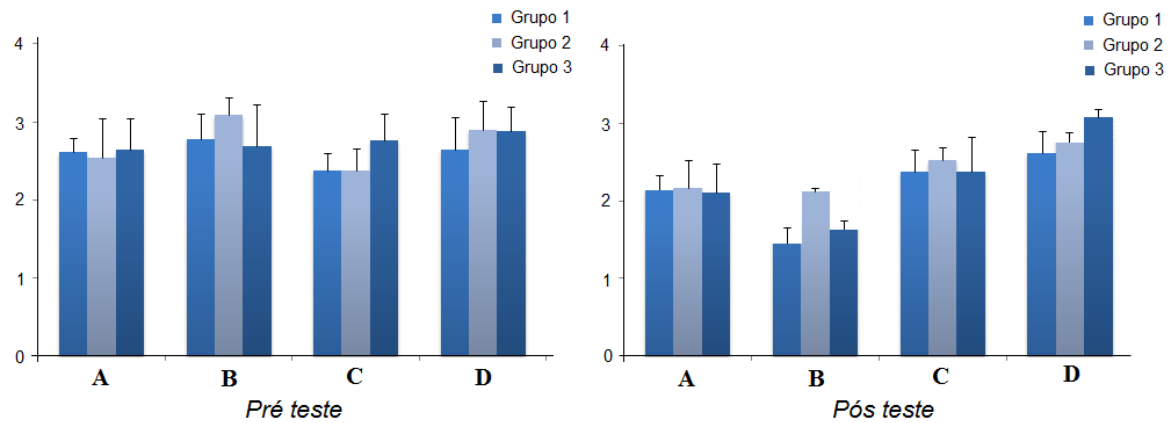 Grupo 1
Grupo 2
Grupo 3
4
3
2
1
0
A B C D
Pré teste
Grupo 1
Grupo 2
Grupo 3
4
3
2
1
0
A B C D
Pós teste